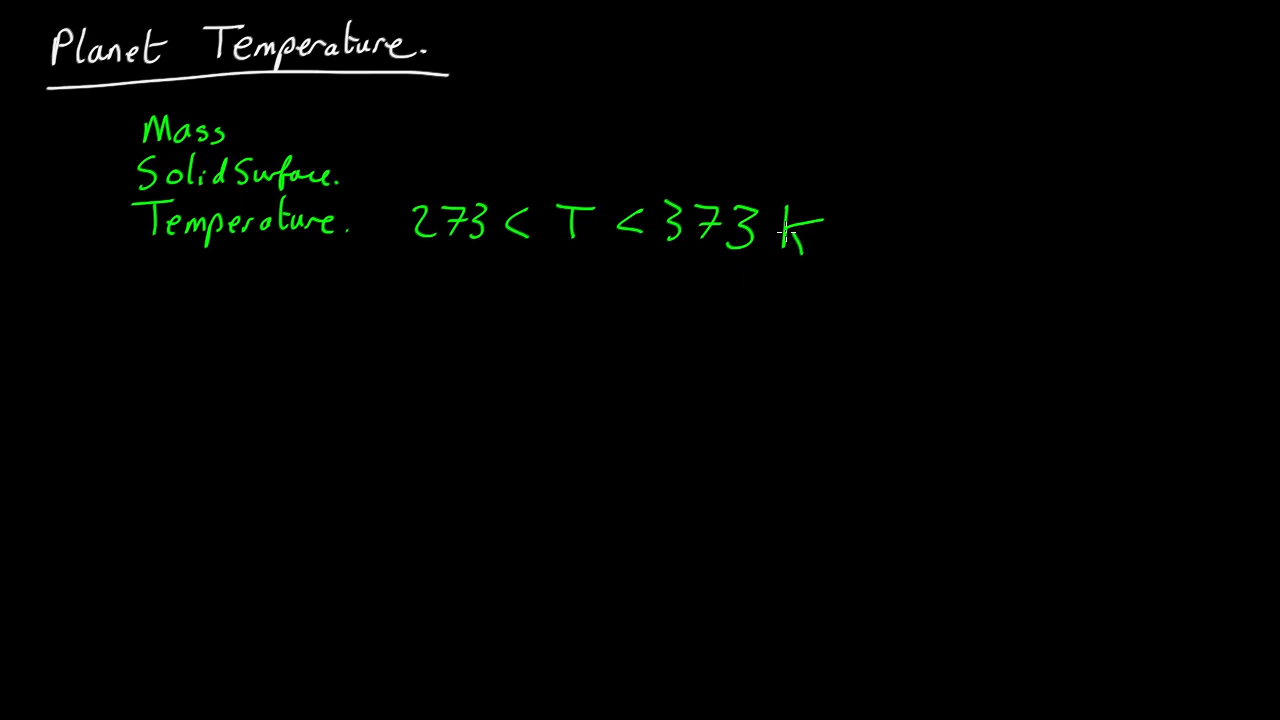 Planet Temperature.
Mass
Solid Surface.
Temperature. 273 < T < 373 K